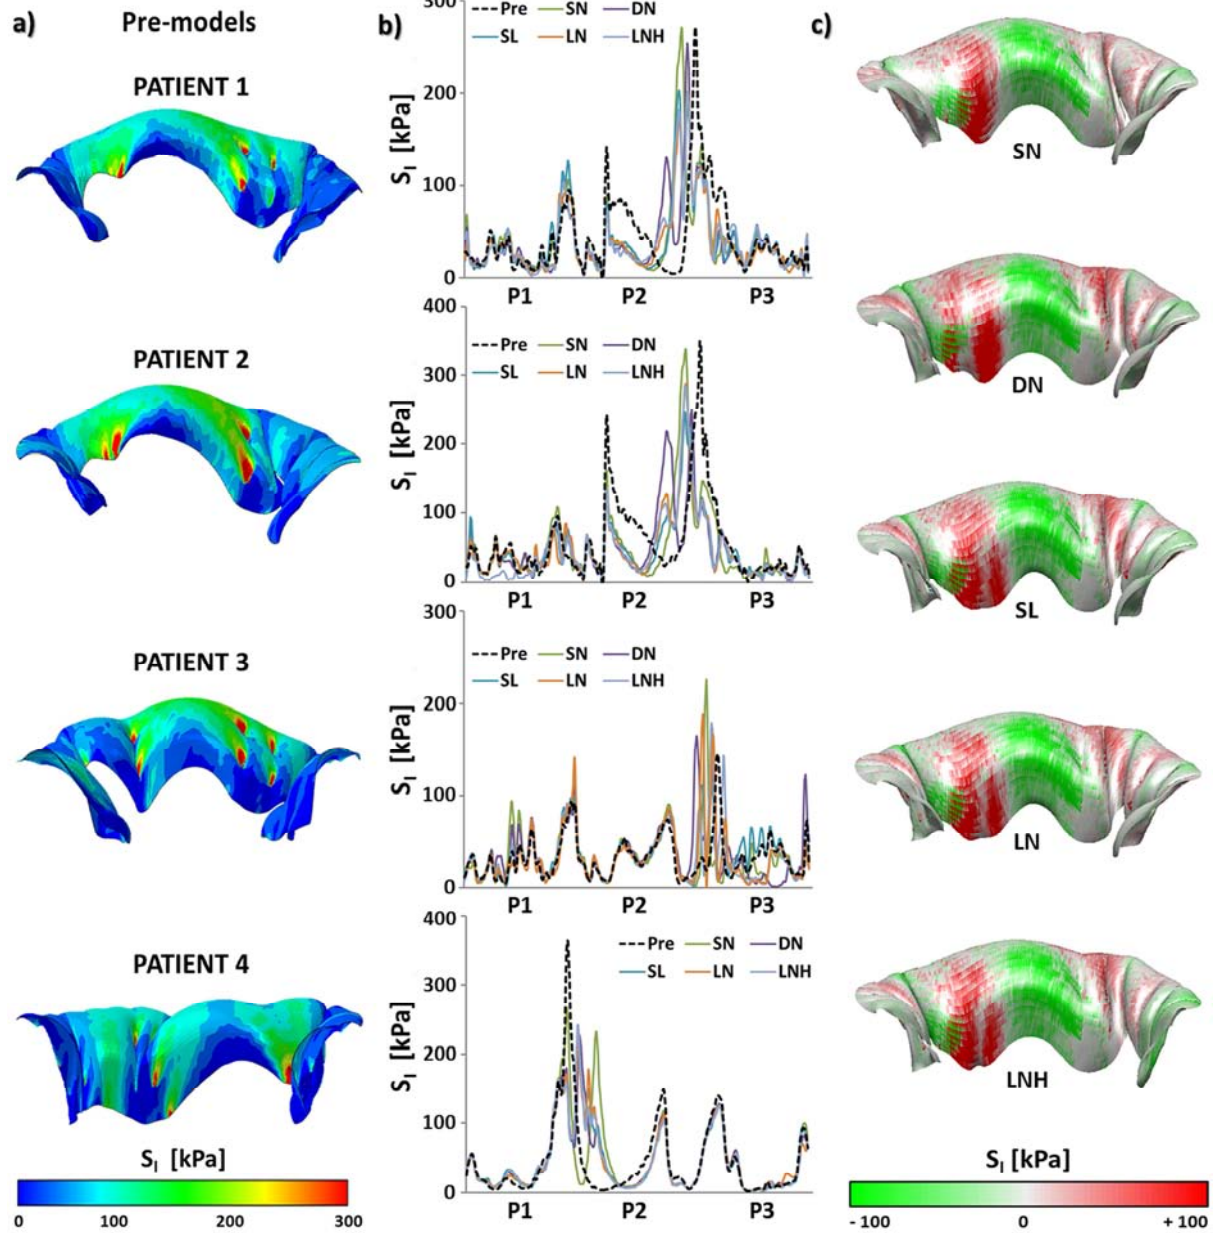 a)
Pre-models
PATIENT 1
PATIENT 2
PATIENT 3
PATIENT 4
S_I [kPa]
0 100 200 300
b)
300
200
100
0
S_I [kPa]
Pre SN DN
SL LN LNH
P1 P2 P3
400
300
200
100
0
S_I [kPa]
Pre SN DN
SL LN LNH
P1 P2 P3
300
200
100
0
S_I [kPa]
Pre SN DN
SL LN LNH
P1 P2 P3
400
300
200
100
0
S_I [kPa]
Pre SN DN
SL LN LNH
P1 P2 P3
c)
SN
DN
SL
LN
LNH
S_I [kPa]
- 100 0 + 100